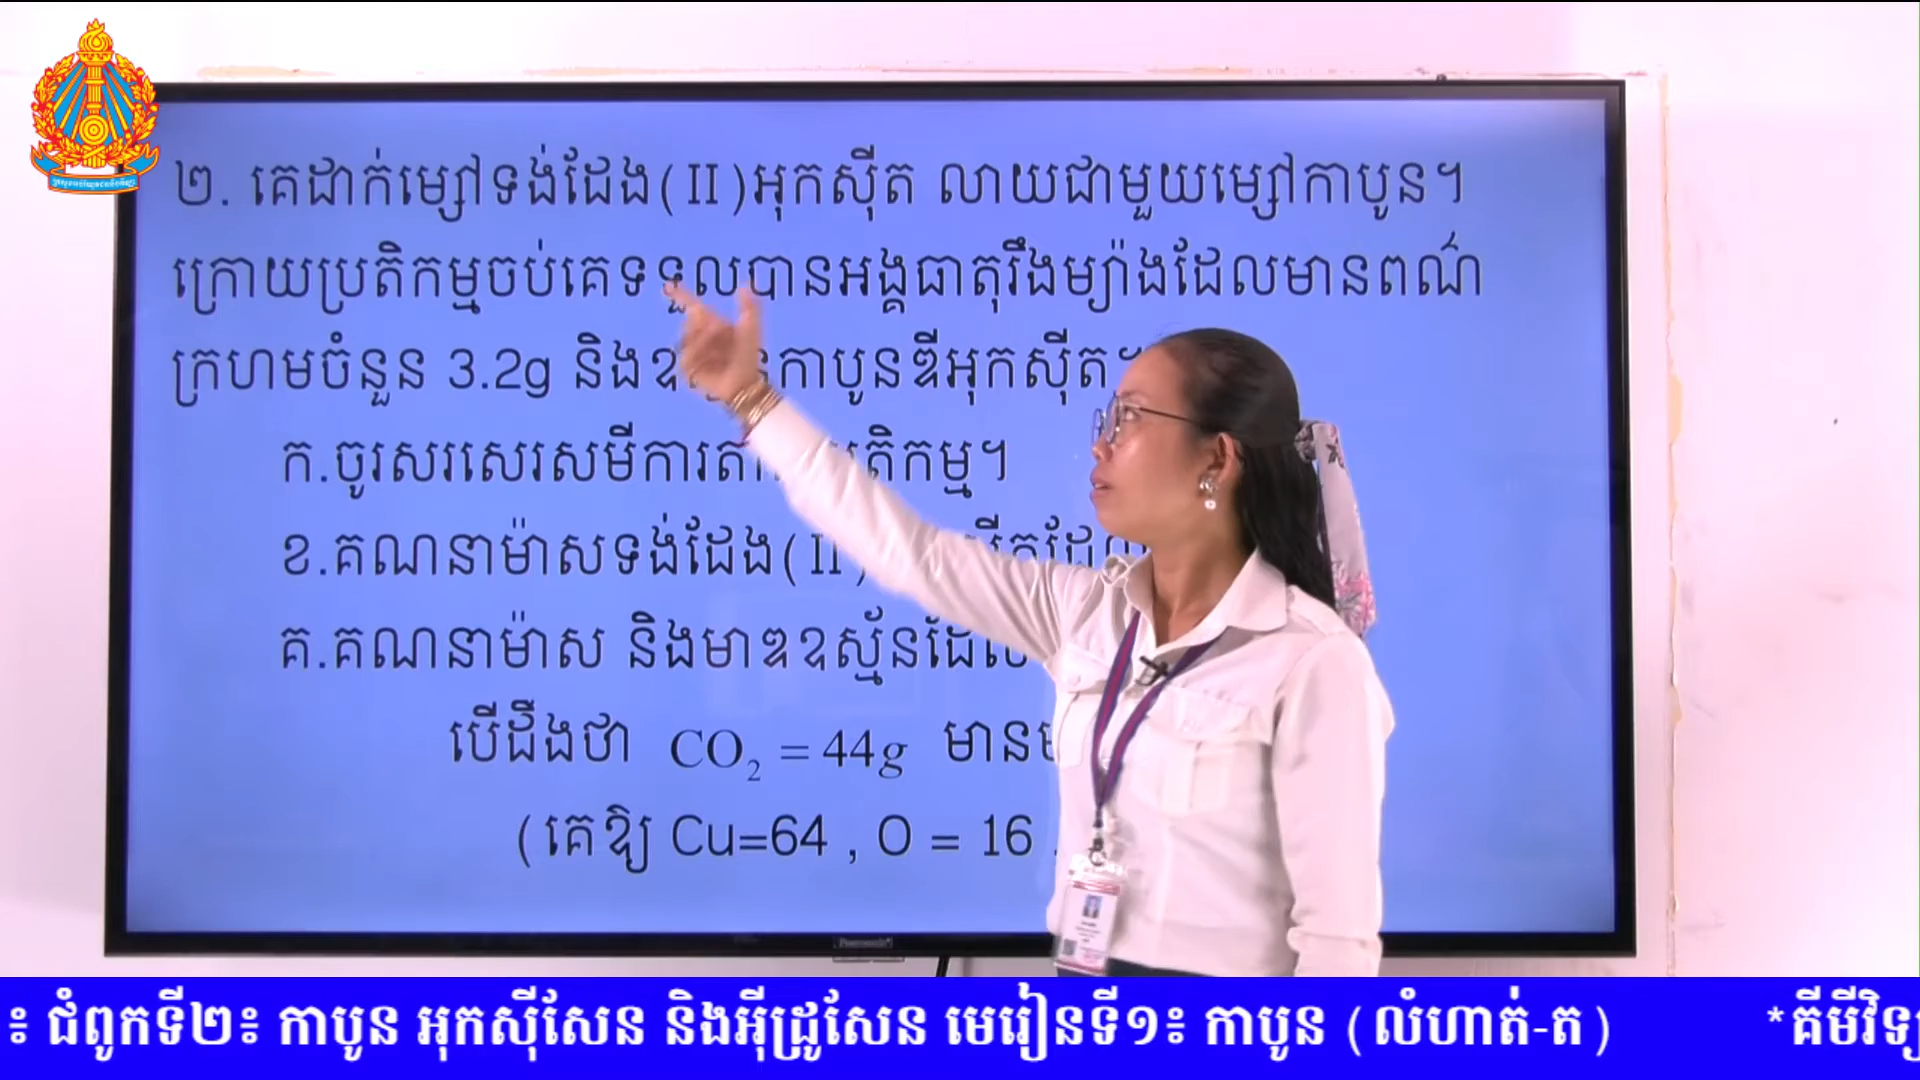 ២. គេដាក់ម្សៅទង់ដែង(II)អុកស៊ីត លាយជាមួយម្សៅកាបូន។
ក្រោយប្រតិកម្មចប់គេទទួលបានអង្គធាតុរឹងម្យ៉ាងដែលមានពណ៌
ក្រហមចំនួន 3.2g និង កាបូនឌីអុកស៊ីត
ក.ចូរសរសេរសមីការ
ខ.គណនាម៉ាសទង់ដែង(II)
គ.គណនាម៉ាស និងមាឌឧស្ម័ន
បើដឹងថា CO₂ = 44g មាន
(គេឱ្យ Cu=64 , O = 16
៖ ជំពូកទី២៖ កាបូន អុកស៊ីសែន និងអ៊ីដ្រូសែន មេរៀនទី១៖ កាបូន (លំហាត់-ត) *គីមីវិទ្យ